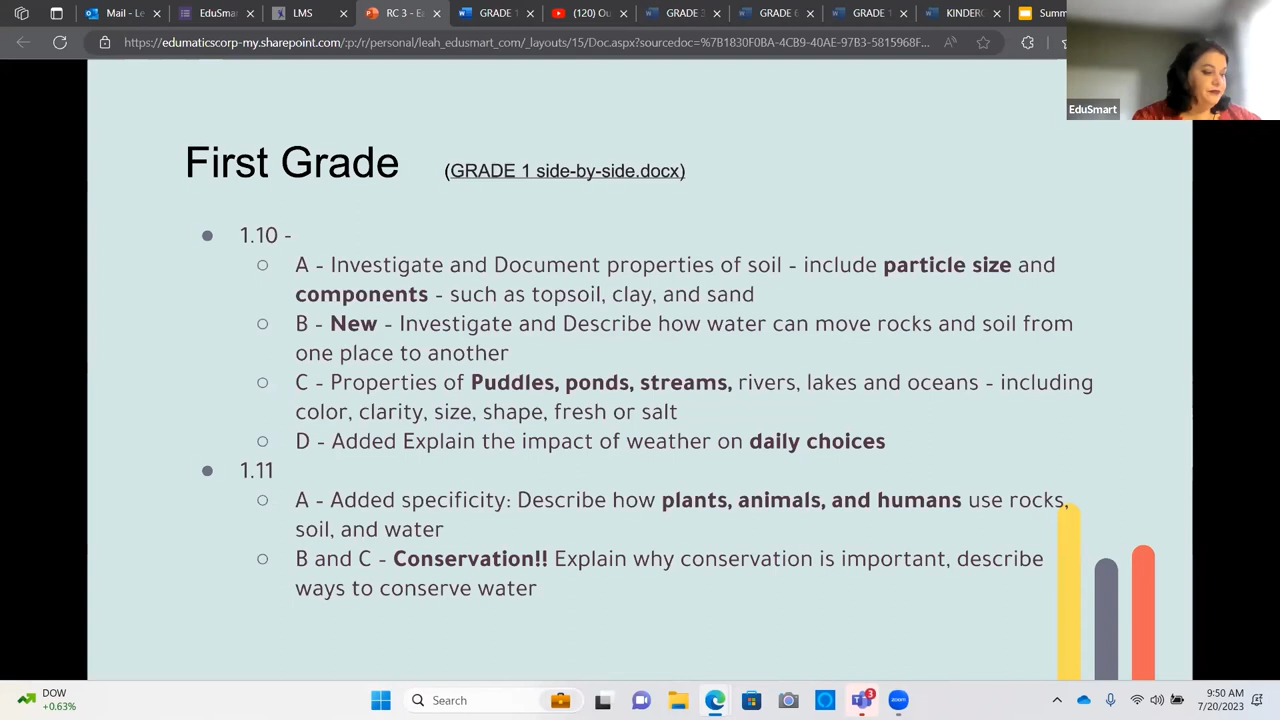 Mail - Le
EduSmar
LMS
RC 3 - Ea
GRADE 1
(120) Ou
GRADE 3
GRADE
GRADE 1
KINDERG
Summ
https://edumaticscorp-my.sharepoint.com/:p:/r/personal/leah_edusmart_com/_layouts/15/Doc.aspx?sourcedoc=%7B1830F0BA-4CB9-40AE-97B3-5815968F...
EduSmart
First Grade (GRADE 1 side-by-side.docx)
1.10 -
A - Investigate and Document properties of soil - include particle size and
components - such as topsoil, clay, and sand
B - New - Investigate and Describe how water can move rocks and soil from
one place to another
C - Properties of Puddles, ponds, streams, rivers, lakes and oceans - including
color, clarity, size, shape, fresh or salt
D - Added Explain the impact of weather on daily choices
1.11
A - Added specificity: Describe how plants, animals, and humans use rocks,
soil, and water
B and C - Conservation!! Explain why conservation is important, describe
ways to conserve water
DOW
+0.63%
Search
3
zoom
9:50 AM
7/20/2023